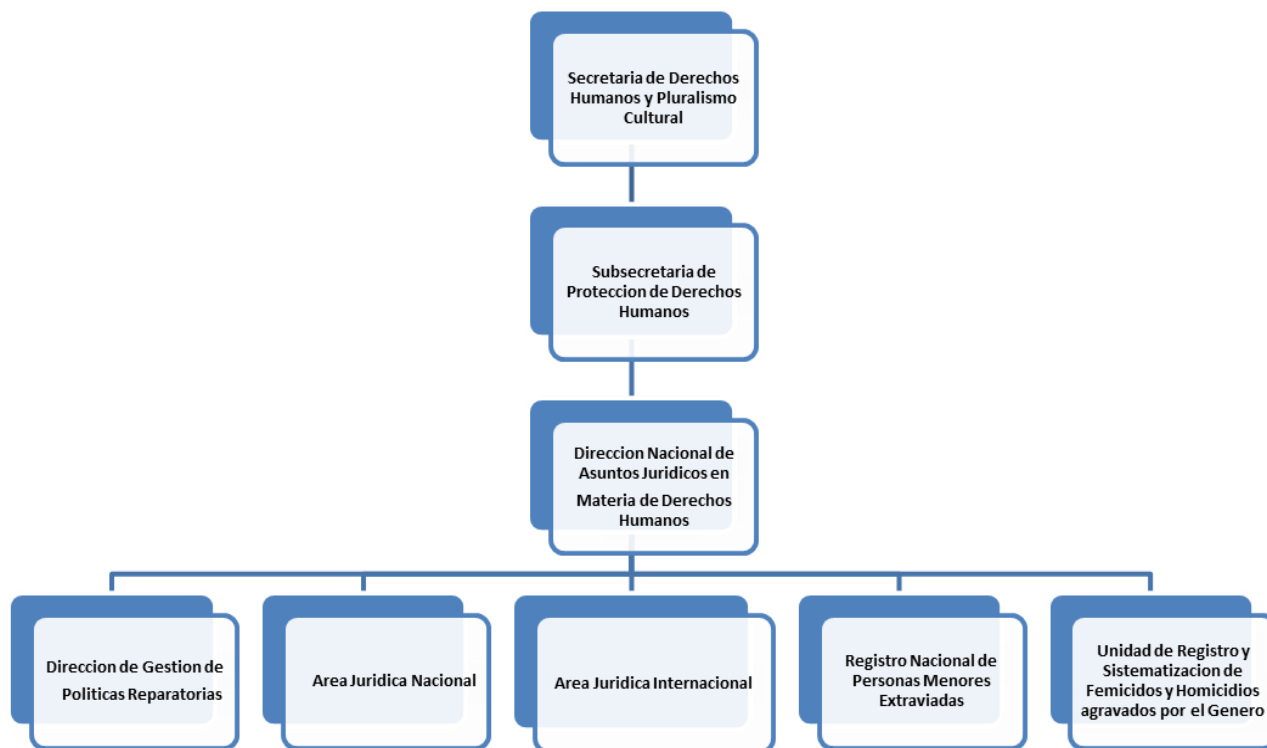 Secretaria de Derechos
Humanos y Pluralismo
Cultural
Subsecretaria de
Proteccion de Derechos
Humanos
Direccion Nacional de
Asuntos Juridicos en
Materia de Derechos
Humanos
Direccion de Gestion de
Politicas Reparatorias
Area Juridica Nacional
Area Juridica Internacional
Registro Nacional de
Personas Menores
Extraviadas
Unidad de Registro y
Sistematizacion de
Femicidos y Homicidios
agravados por el Genero